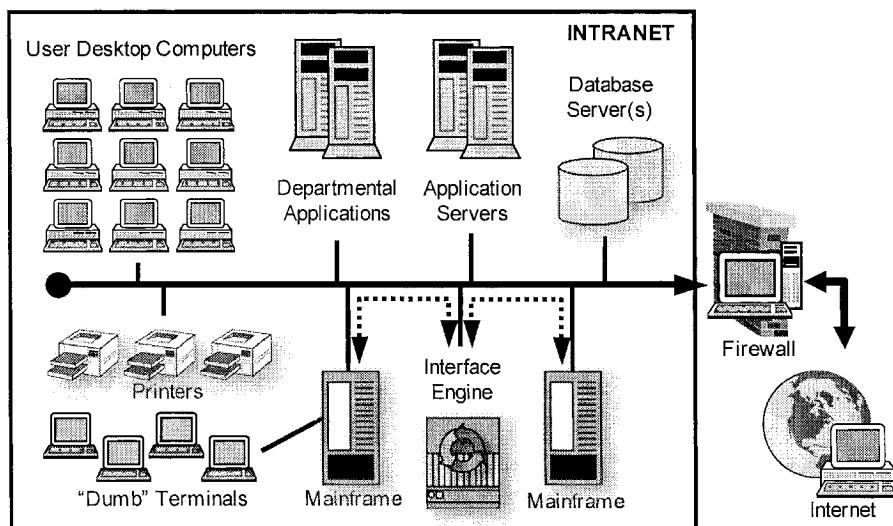 User Desktop Computers
INTRANET
Database
Server(s)
Departmental
Applications
Application
Servers
Firewall
Printers
Interface
Engine
"Dumb" Terminals
Mainframe
Mainframe
Internet